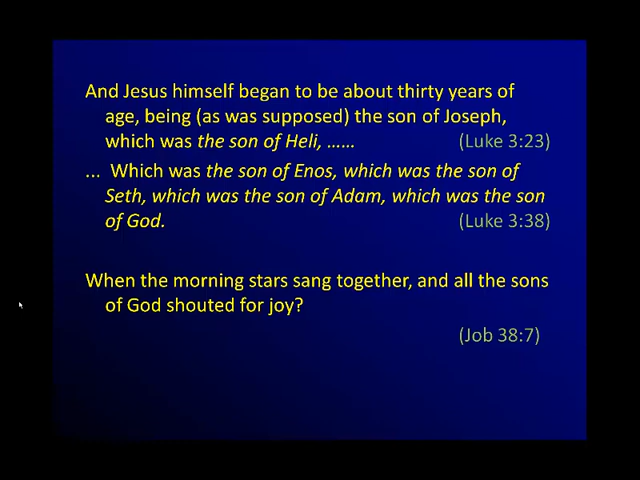 And Jesus himself began to be about thirty years of
age, being (as was supposed) the son of Joseph,
which was the son of Heli, …… (Luke 3:23)
... Which was the son of Enos, which was the son of
Seth, which was the son of Adam, which was the son
of God. (Luke 3:38)
When the morning stars sang together, and all the sons
of God shouted for joy?
(Job 38:7)